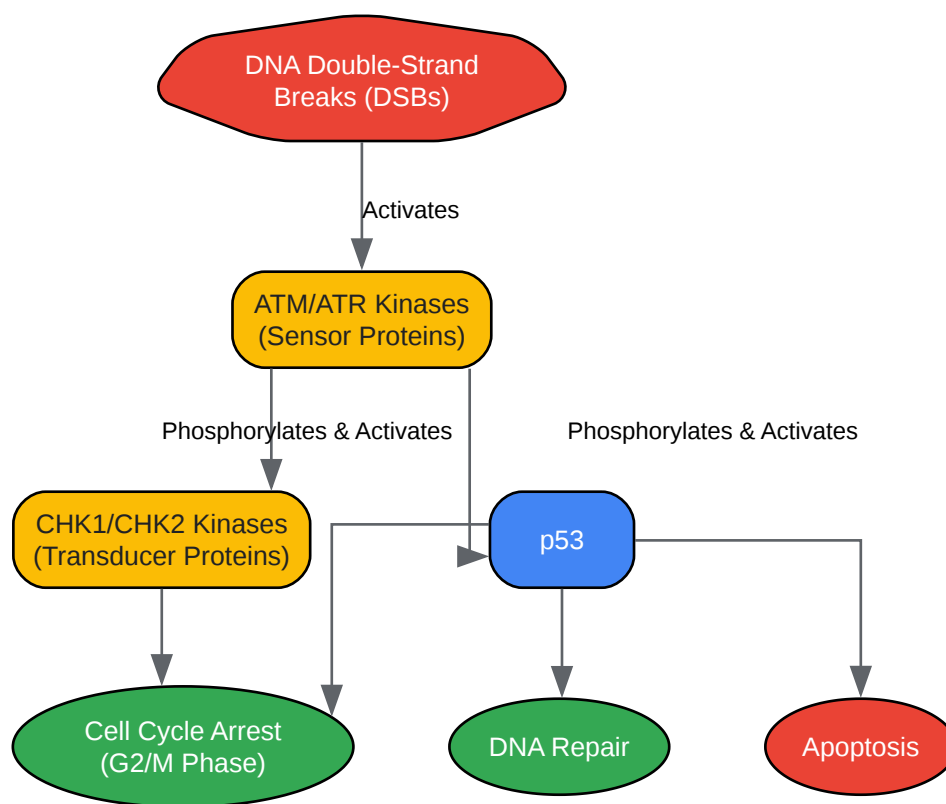 DNA Double-Strand
Breaks (DSBs)
Activates
ATM/ATR Kinases
(Sensor Proteins)
Phosphorylates & Activates
Phosphorylates & Activates
CHK1/CHK2 Kinases
(Transducer Proteins)
p53
Cell Cycle Arrest
(G2/M Phase)
DNA Repair
Apoptosis